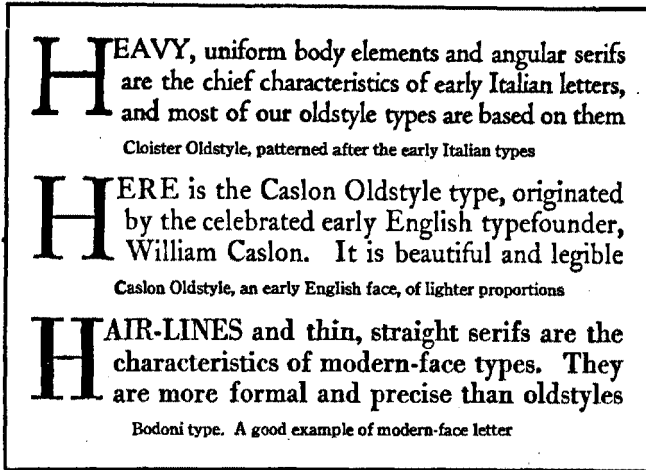 HEAVY, uniform body elements and angular serifs
are the chief characteristics of early Italian letters,
and most of our oldstyle types are based on them
Cloister Oldstyle, patterned after the early Italian types
HERE is the Caslon Oldstyle type, originated
by the celebrated early English typefounder,
William Caslon. It is beautiful and legible
Caslon Oldstyle, an early English face, of lighter proportions
HAIR-LINES and thin, straight serifs are the
characteristics of modern-face types. They
are more formal and precise than oldstyles
Bodoni type. A good example of modern-face letter